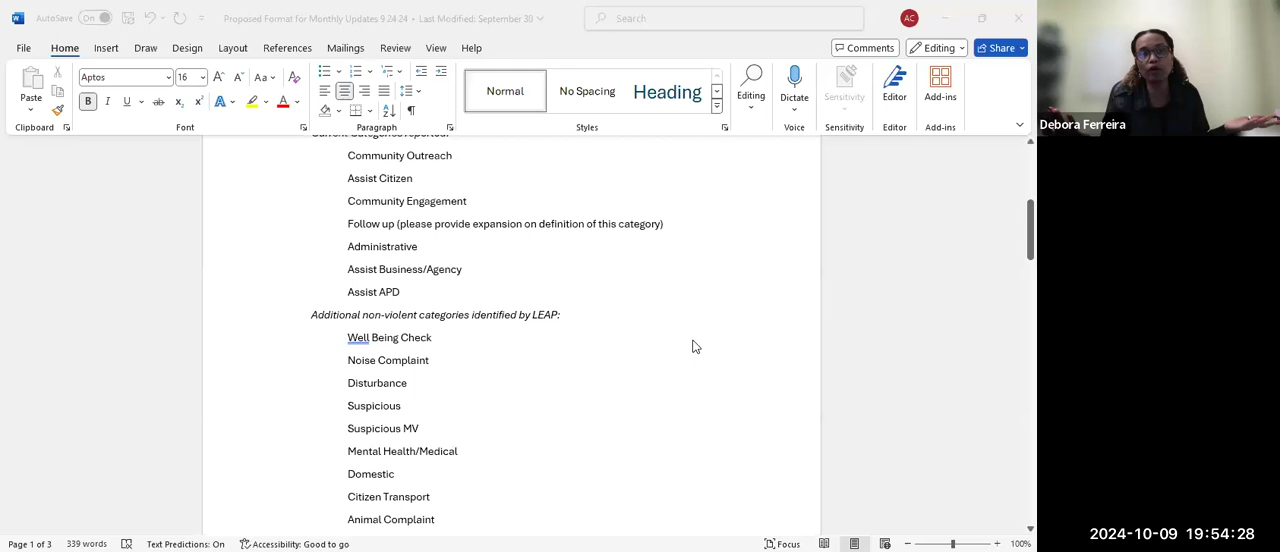 AutoSave On Proposed Format for Monthly Updates 9.24 24 • Last Modified: September 30 Search AC
File Home Insert Draw Design Layout References Mailings Review View Help Comments Editing Share
Paste Aptos 16 A A Aa Normal No Spacing Heading Editing Dictate Sensitivity Editor Add-ins
B I U ab x₂ x² A A
Clipboard Font Paragraph Styles Voice Sensitivity Editor Add-ins
Debora Ferreira
Community Outreach
Assist Citizen
Community Engagement
Follow up (please provide expansion on definition of this category)
Administrative
Assist Business/Agency
Assist APD
Additional non-violent categories identified by LEAP:
Well Being Check
Noise Complaint
Disturbance
Suspicious
Suspicious MV
Mental Health/Medical
Domestic
Citizen Transport
Animal Complaint
2024-10-09 19:54:28
Page 1 of 3 339 words Text Predictions: On Accessibility: Good to go Focus 100%